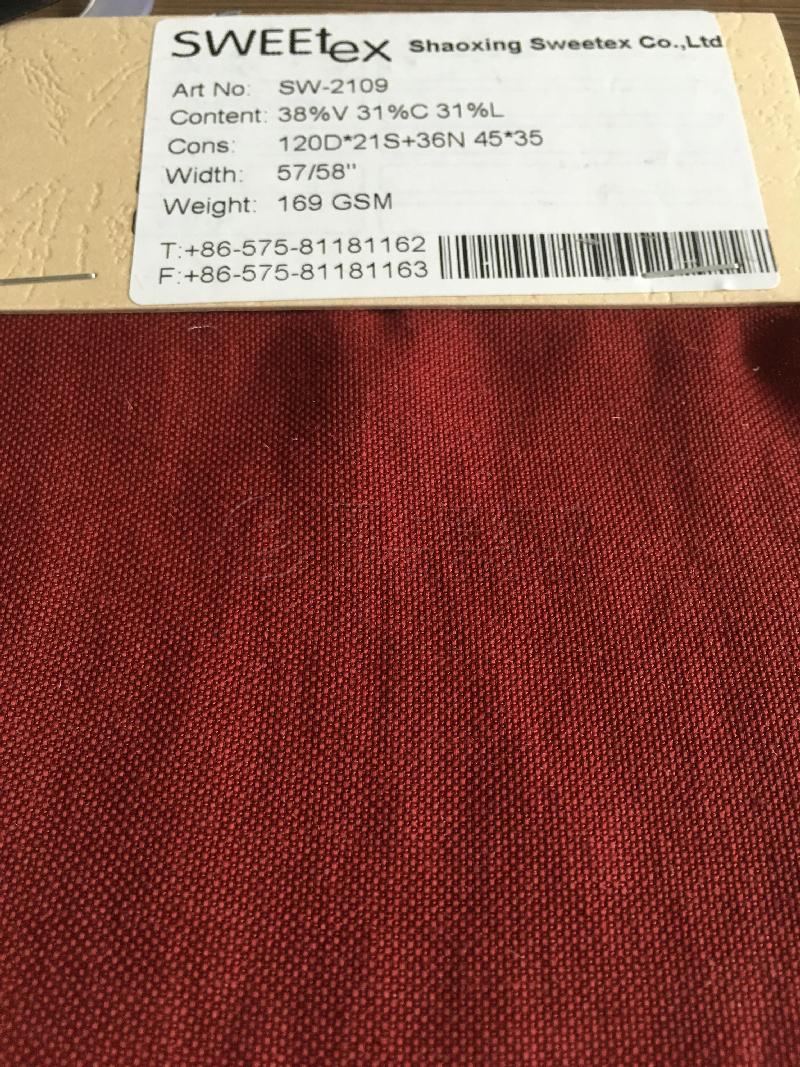 SWEEtex Shaoxing Sweetex Co.,Ltd
Art No: SW-2109
Content: 38%V 31%C 31%L
Cons: 120D*21S+36N 45*35
Width: 57/58"
Weight: 169 GSM
T:+86-575-81181162
F:+86-575-81181163